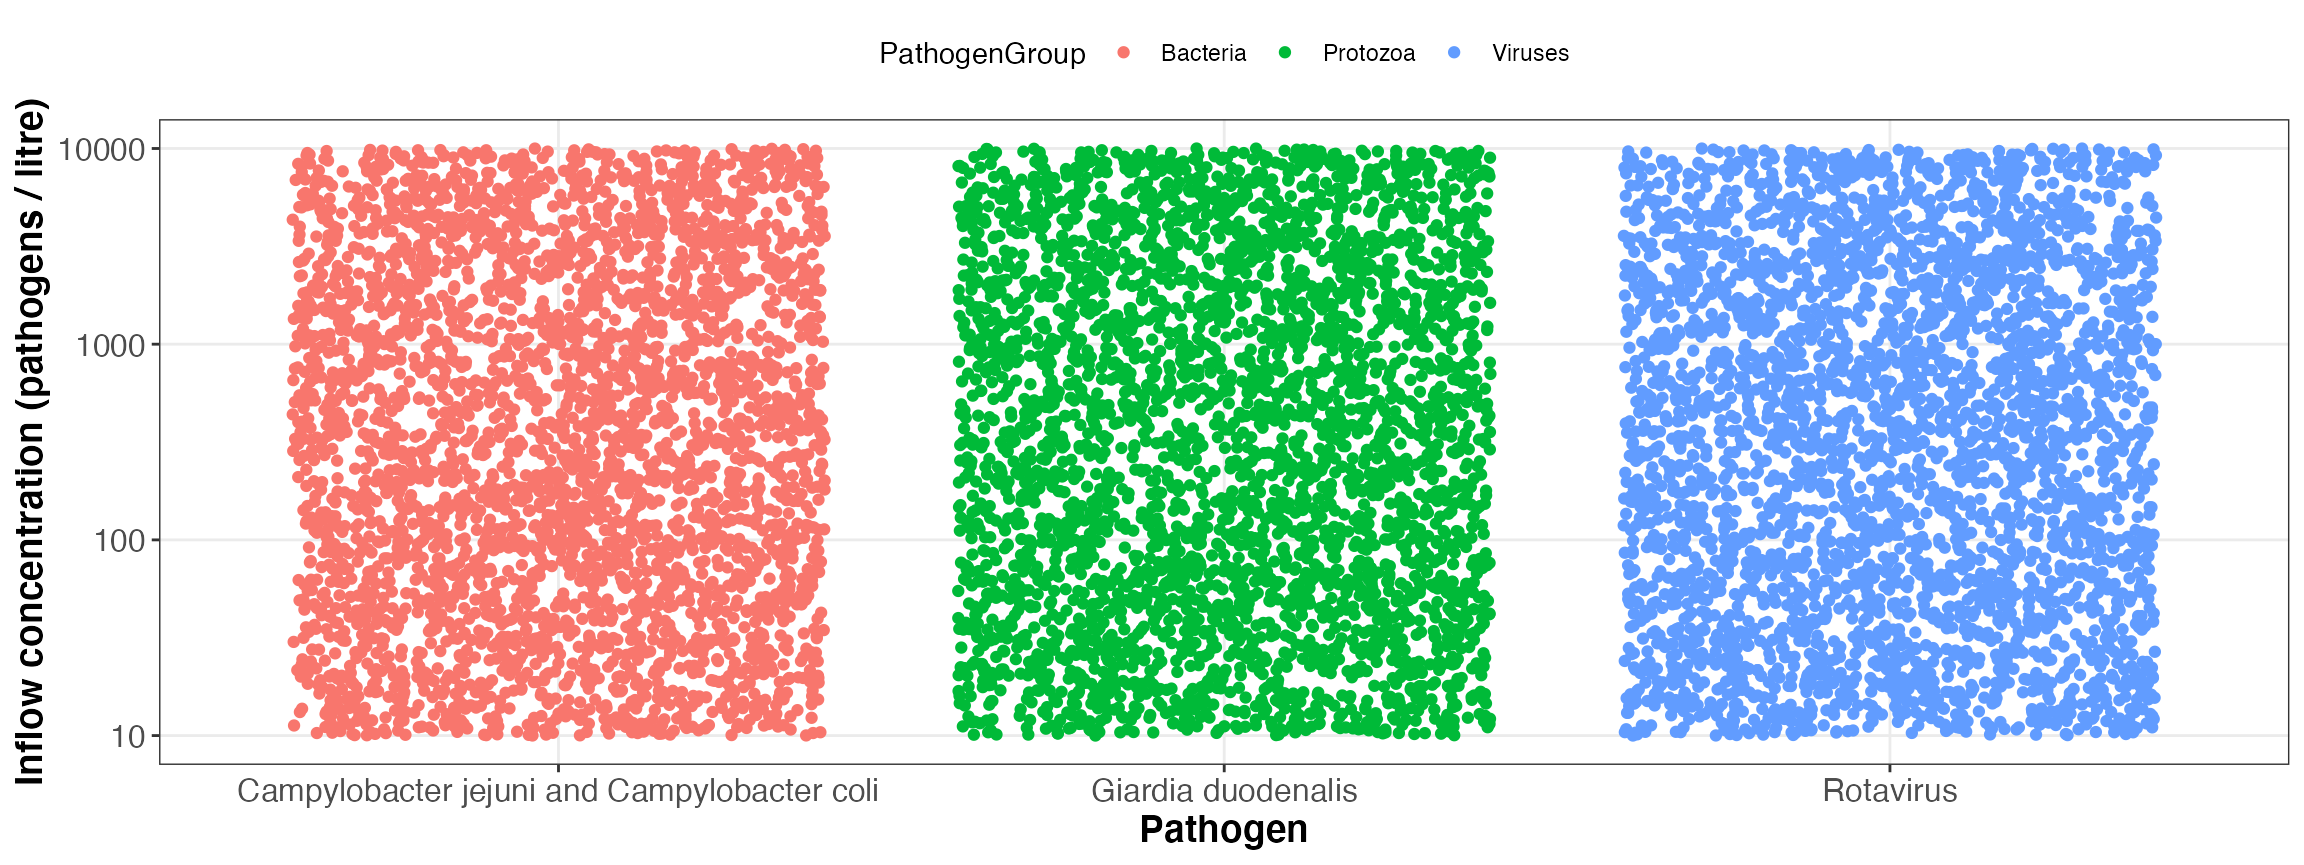 PathogenGroup Bacteria Protozoa Viruses
Inflow concentration (pathogens / litre)
10000
1000
100
10
Campylobacter jejuni and Campylobacter coli Giardia duodenalis Rotavirus
Pathogen